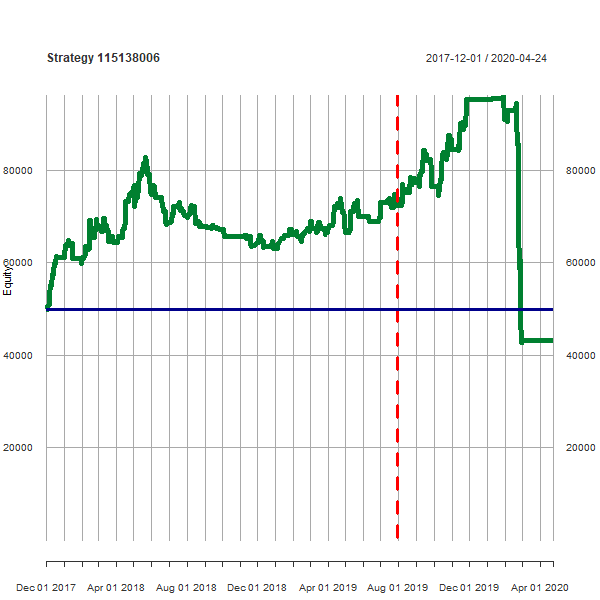 Strategy 115138006 2017-12-01 / 2020-04-24
80000 80000
60000 60000
Equity
40000 40000
20000 20000
Dec 01 2017 Apr 01 2018 Aug 01 2018 Dec 01 2018 Apr 01 2019 Aug 01 2019 Dec 01 2019 Apr 01 2020